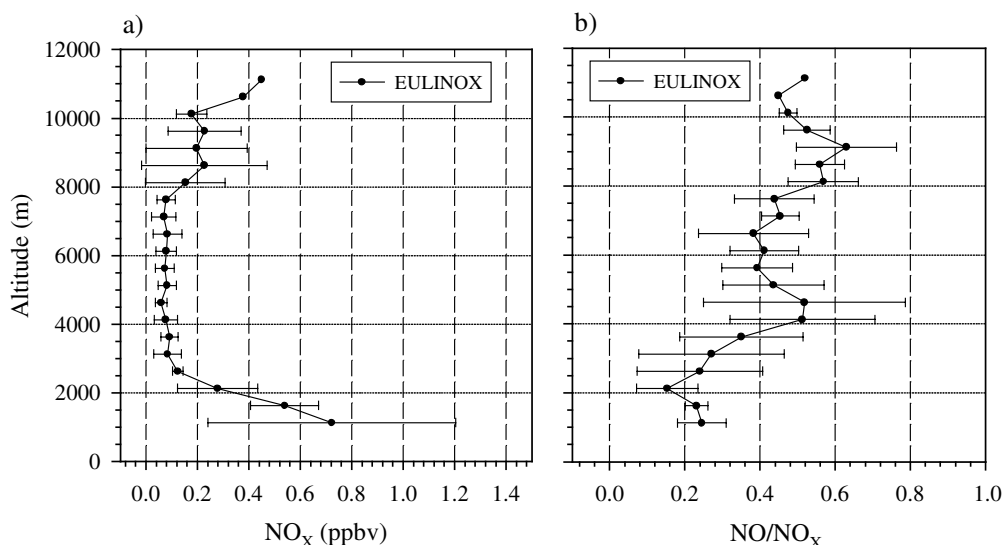 a)
b)
12000
10000
8000
6000
4000
2000
0
Altitude (m)
EULINOX
EULINOX
0.0 0.2 0.4 0.6 0.8 1.0 1.2 1.4
0.0 0.2 0.4 0.6 0.8 1.0
NOX (ppbv)
NO/NOX